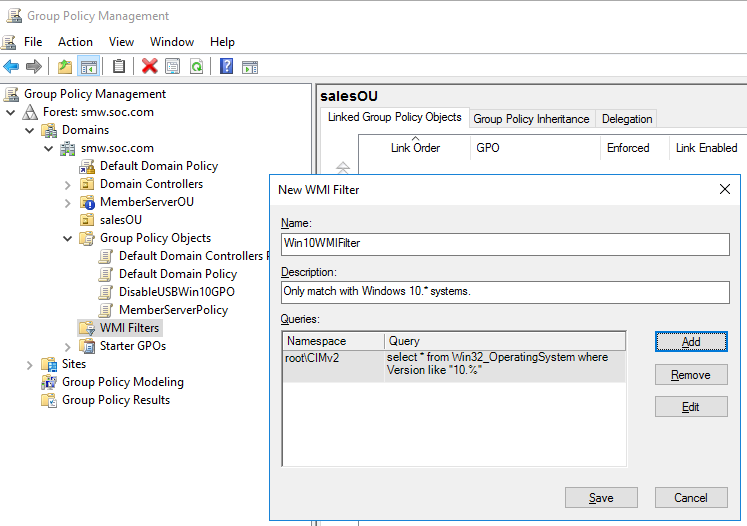 Group Policy Management
File Action View Window Help
Group Policy Management
Forest: smw.soc.com
Domains
smw.soc.com
Default Domain Policy
Domain Controllers
MemberServerOU
salesOU
Group Policy Objects
Default Domain Controllers P
Default Domain Policy
DisableUSBWin10GPO
MemberServerPolicy
WMI Filters
Starter GPOs
Sites
Group Policy Modeling
Group Policy Results
salesOU
Linked Group Policy Objects Group Policy Inheritance Delegation
Link Order GPO Enforced Link Enabled
New WMI Filter
Name:
Win10WMIFilter
Description:
Only match with Windows 10.* systems.
Queries:
Namespace Query
root\CIMv2 select * from Win32_OperatingSystem where
Version like "10.%"
Add
Remove
Edit
Save Cancel